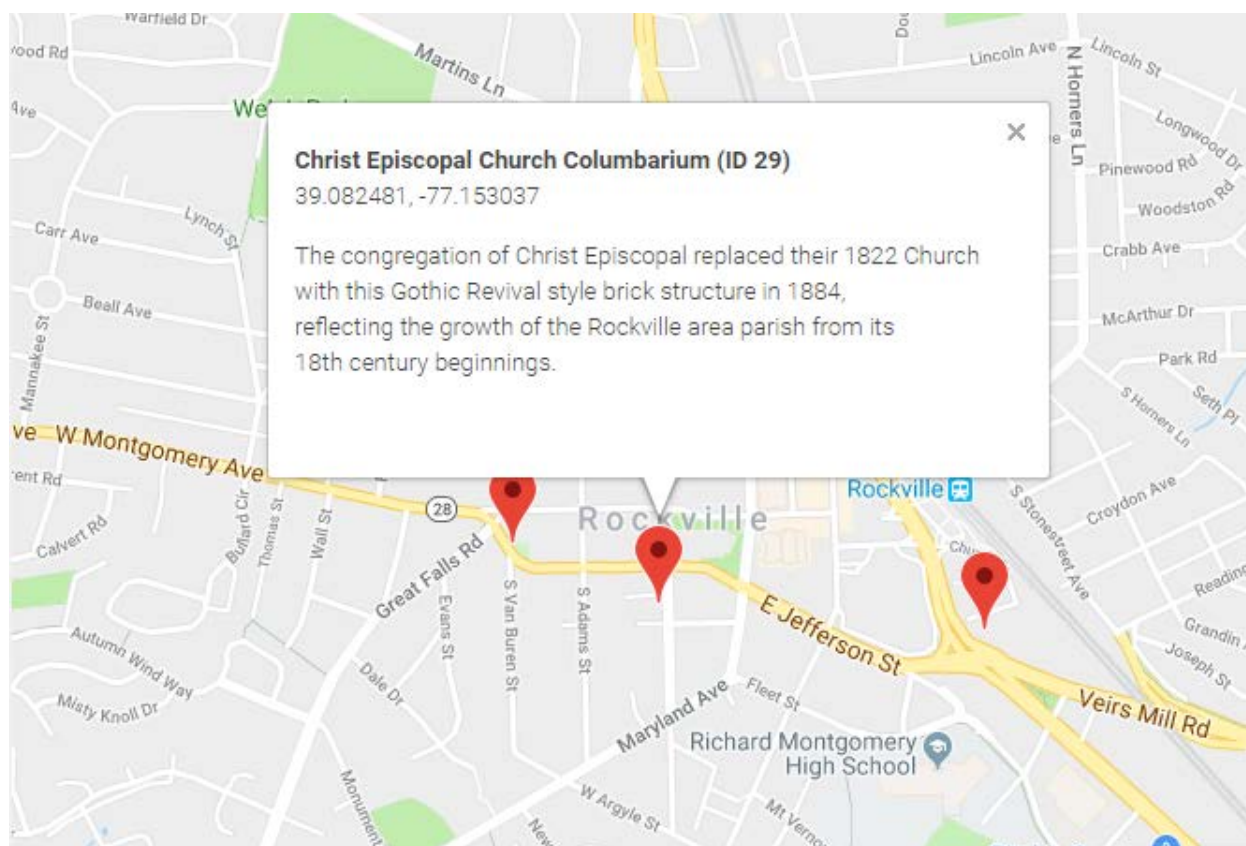 Warfield Dr
Martins Ln
Lincoln Ave
Lincoln St
N Horners Ln
Longwood Dr
Pinewood Rd
Woodston Rd
Crabb Ave
Ave
Lynch St
Carr Ave
Beall Ave
Mannakee St
Christ Episcopal Church Columbarium (ID 29)
39.082481, -77.153037
The congregation of Christ Episcopal replaced their 1822 Church
with this Gothic Revival style brick structure in 1884,
reflecting the growth of the Rockville area parish from its
18th century beginnings.
McArthur Dr
Park Rd
Seth Pl
S Horners Ln
W Montgomery Ave
Bullard Cir
Thomas St
Wall St
Calvert Rd
28
Rockville
Rockville
Croydon Ave
S Stonestreet Ave
Great Falls Rd
Evans St
S Van Buren St
S Adams St
E Jefferson St
Grandin
Joseph St
Autumn Wind Way
Misty Knoll Dr
Dale Dr
Maryland Ave
Fleet St
Veirs Mill Rd
Richard Montgomery
High School
W Argyle St
Monument